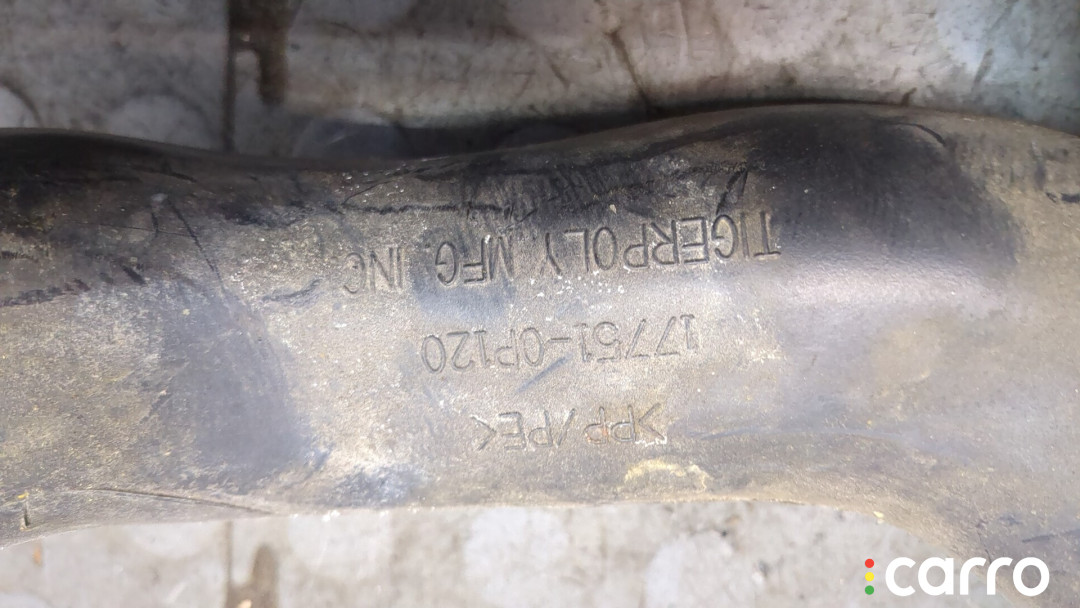 TIGERPOLY MFG. INC
17751-0P120
>PP/PE<
carro